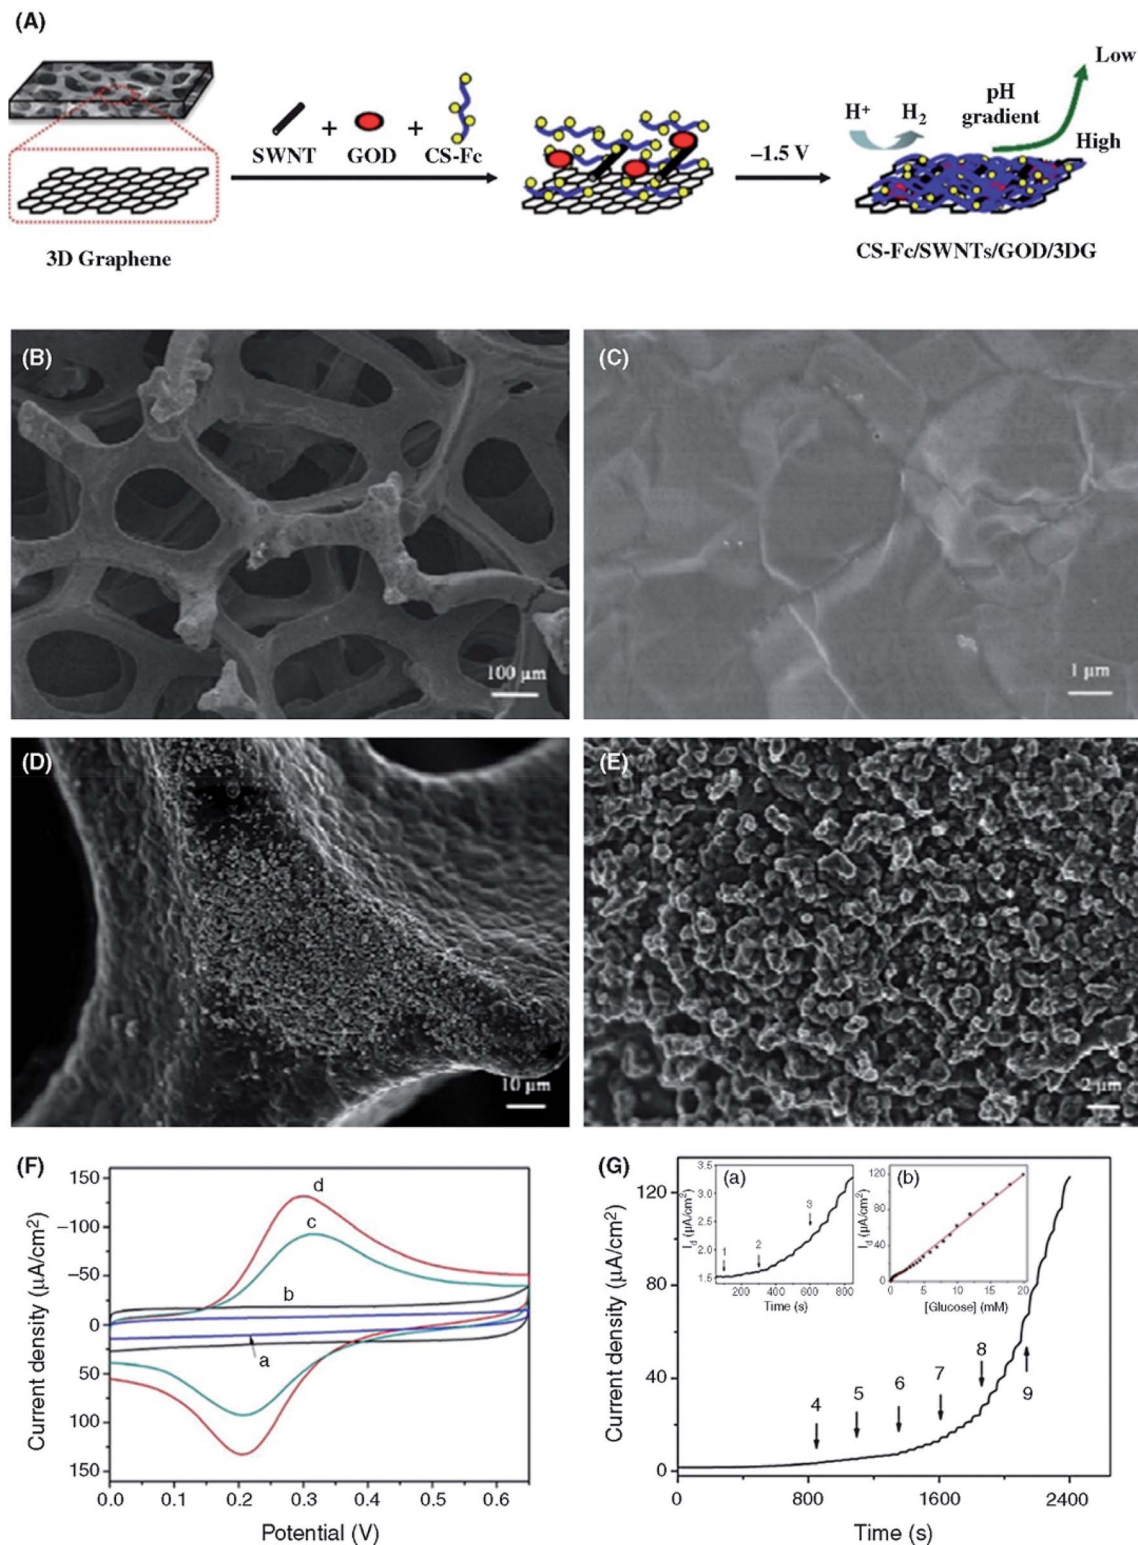 (A)
Low
H⁺ H₂ pH gradient
High
SWNT + GOD + CS-Fc
−1.5 V
3D Graphene
CS-Fc/SWNTs/GOD/3DG
(B)
100 µm
(C)
1 µm
(D)
10 µm
(E)
2 µm
(F)
Current density (µA/cm²)
150
−100
−50
0
50
100
150
d
c
b
a
0.0 0.1 0.2 0.3 0.4 0.5 0.6
Potential (V)
(G)
Current density (µA/cm²)
120
80
40
0
(a)
I_d (µA/cm²)
3.5
3.0
2.5
2.0
1.5
1
2
3
200 400 600 800
Time (s)
(b)
I_d (µA/cm²)
120
80
40
0
0 5 10 15 20
[Glucose] (mM)
4
5
6
7
8
9
0 800 1600 2400
Time (s)